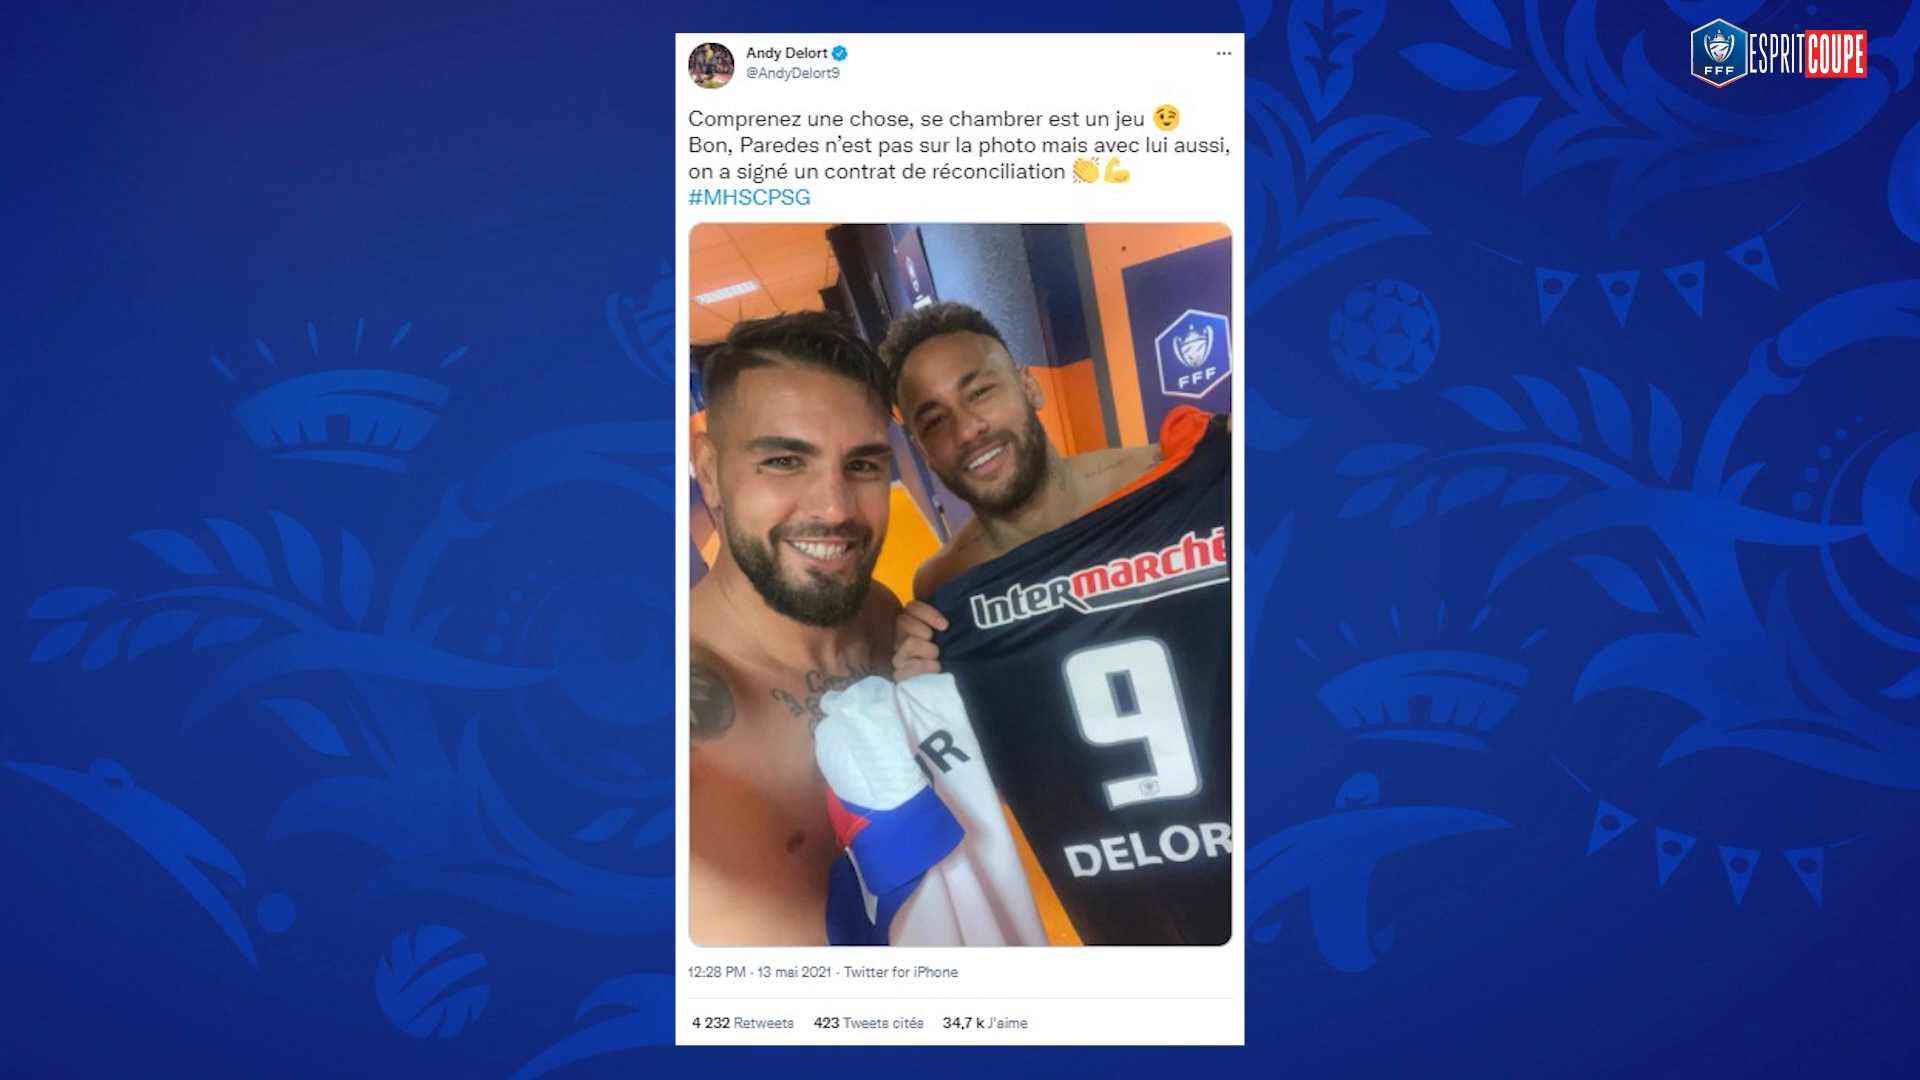 FFF
ESPRITCOUPE
Andy Delort
@AndyDelort9
Comprenez une chose, se chambrer est un jeu 😉
Bon, Paredes n’est pas sur la photo mais avec lui aussi,
on a signé un contrat de réconciliation 👏💪
#MHSCPSG
FFF
Intermarché
9
DELOR
R
12:28 PM · 13 mai 2021 · Twitter for iPhone
4 232 Retweets 423 Tweets cités 34,7 k J'aime